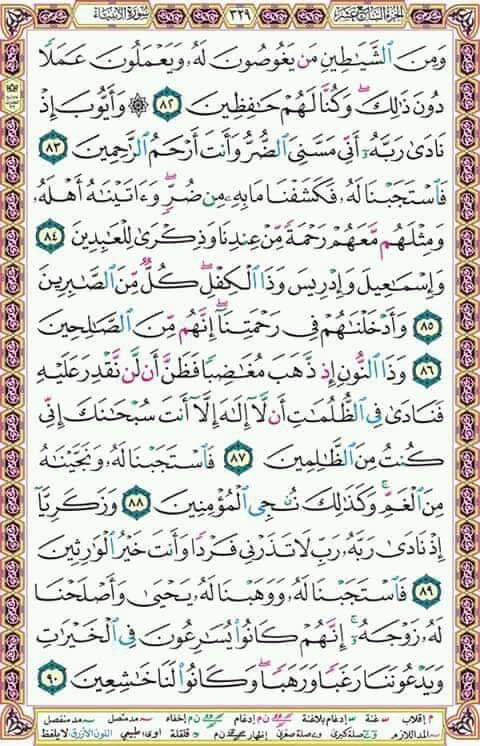 الجزء السابع عشر ٣٢٩ سورة الأنبياء
وَمِنَ ٱلشَّيَٰطِينِ مَن يَغُوصُونَ لَهُۥ وَيَعْمَلُونَ عَمَلًا
دُونَ ذَٰلِكَ ۖ وَكُنَّا لَهُمْ حَٰفِظِينَ ٨٢ ۞ وَأَيُّوبَ إِذْ
نَادَىٰ رَبَّهُۥٓ أَنِّى مَسَّنِىَ ٱلضُّرُّ وَأَنتَ أَرْحَمُ ٱلرَّٰحِمِينَ ٨٣
فَٱسْتَجَبْنَا لَهُۥ فَكَشَفْنَا مَا بِهِۦ مِن ضُرٍّ ۖ وَءَاتَيْنَٰهُ أَهْلَهُۥ
وَمِثْلَهُم مَّعَهُمْ رَحْمَةً مِّنْ عِندِنَا وَذِكْرَىٰ لِلْعَٰبِدِينَ ٨٤
وَإِسْمَٰعِيلَ وَإِدْرِيسَ وَذَا ٱلْكِفْلِ ۖ كُلٌّ مِّنَ ٱلصَّٰبِرِينَ
٨٥ وَأَدْخَلْنَٰهُمْ فِى رَحْمَتِنَآ ۖ إِنَّهُم مِّنَ ٱلصَّٰلِحِينَ
٨٦ وَذَا ٱلنُّونِ إِذ ذَّهَبَ مُغَٰضِبًا فَظَنَّ أَن لَّن نَّقْدِرَ عَلَيْهِ
فَنَادَىٰ فِى ٱلظُّلُمَٰتِ أَن لَّآ إِلَٰهَ إِلَّآ أَنتَ سُبْحَٰنَكَ إِنِّى
كُنتُ مِنَ ٱلظَّٰلِمِينَ ٨٧ فَٱسْتَجَبْنَا لَهُۥ وَنَجَّيْنَٰهُ
مِنَ ٱلْغَمِّ ۚ وَكَذَٰلِكَ نُۨجِى ٱلْمُؤْمِنِينَ ٨٨ وَزَكَرِيَّآ
إِذْ نَادَىٰ رَبَّهُۥ رَبِّ لَا تَذَرْنِى فَرْدًا وَأَنتَ خَيْرُ ٱلْوَٰرِثِينَ
٨٩ فَٱسْتَجَبْنَا لَهُۥ وَوَهَبْنَا لَهُۥ يَحْيَىٰ وَأَصْلَحْنَا
لَهُۥ زَوْجَهُۥٓ ۚ إِنَّهُمْ كَانُوا۟ يُسَٰرِعُونَ فِى ٱلْخَيْرَٰتِ
وَيَدْعُونَنَا رَغَبًا وَرَهَبًا ۖ وَكَانُوا۟ لَنَا خَٰشِعِينَ ٩٠
م إقلاب غنة إدغام بلاغنة ن م إدغام ن م إخفاء مد متصل مد منفصل
المد اللازم صلة كبرى صلة صغرى إظهار ن م قلقلة ا و ى: طبيعي اللون الأزرق لا يلفظ